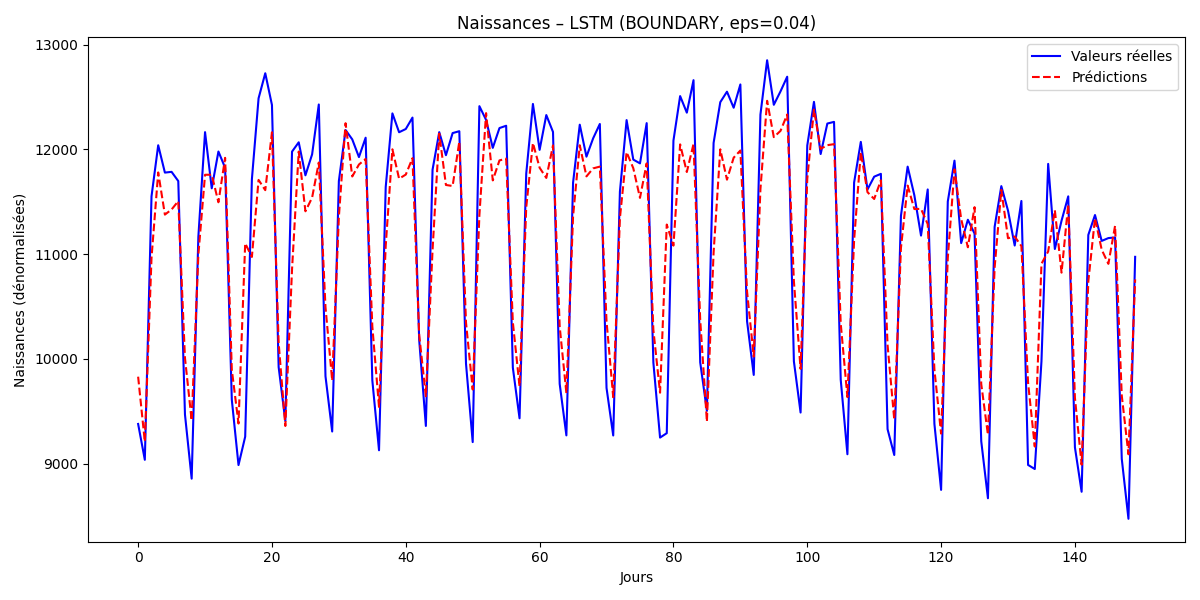 Naissances – LSTM (BOUNDARY, eps=0.04)
Valeurs réelles
Prédictions
Naissances (dénormalisées)
13000
12000
11000
10000
9000
0 20 40 60 80 100 120 140
Jours